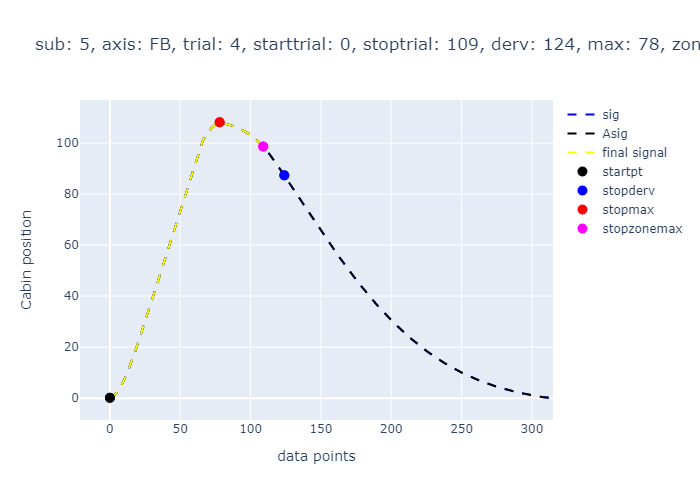 sub: 5, axis: FB, trial: 4, starttrial: 0, stoptrial: 109, derv: 124, max: 78, zon
sig
Asig
final signal
startpt
stopderv
stopmax
stopzonemax
Cabin position
100
80
60
40
20
0
0 50 100 150 200 250 300
data points